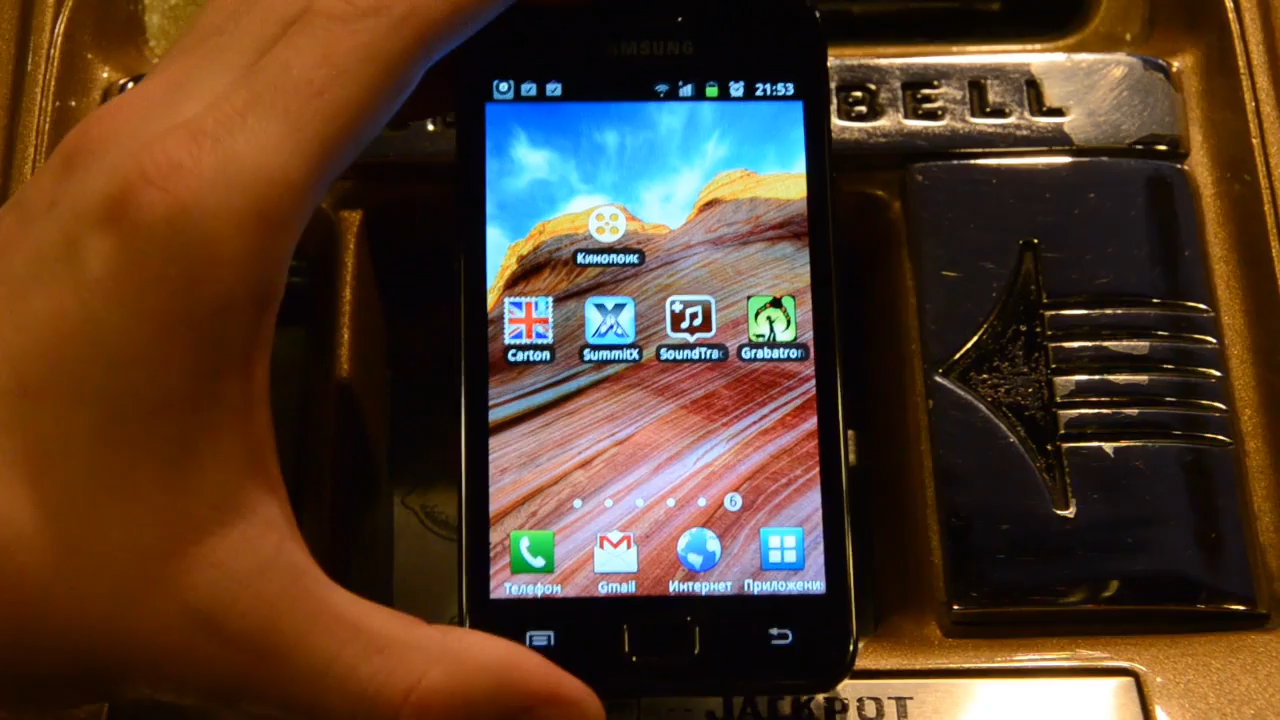 SAMSUNG
21:53
BELL
Кинопоис
Carton
SummitX
SoundTrac
Grabatron
6
Телефон
Gmail
Интернет
Приложени
JACKPOT